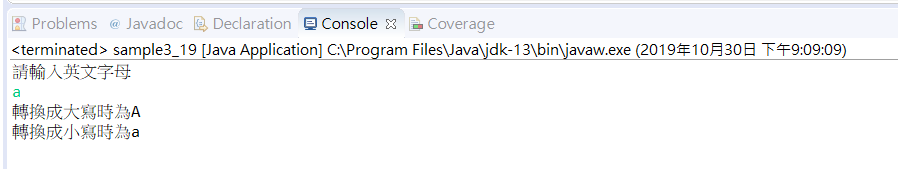 Problems @ Javadoc Declaration Console Coverage
<terminated> sample3_19 [Java Application] C:\Program Files\Java\jdk-13\bin\javaw.exe (2019年10月30日 下午9:09:09)
請輸入英文字母
a
轉換成大寫時為A
轉換成小寫時為a